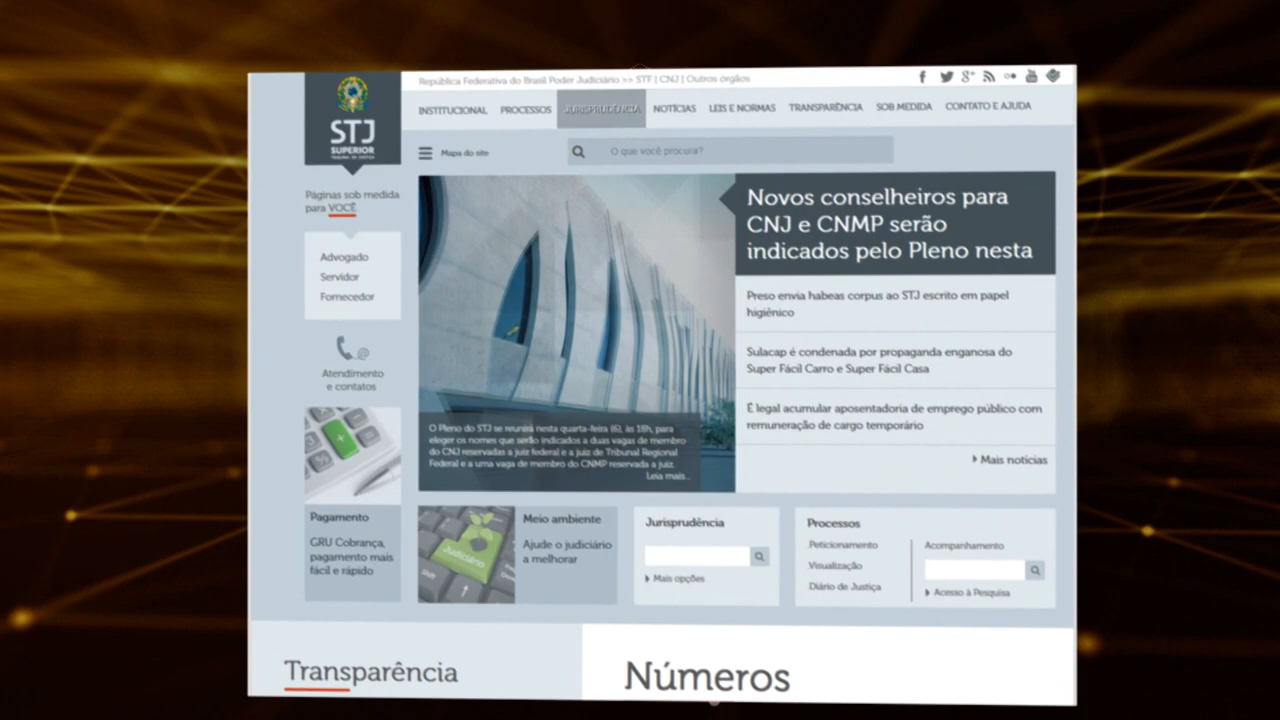 República Federativa do Brasil Poder Judiciário >> STF | CNJ | Outros órgãos
INSTITUCIONAL PROCESSOS JURISPRUDÊNCIA NOTÍCIAS LEIS E NORMAS TRANSPARÊNCIA SOB MEDIDA CONTATO E AJUDA
STJ
SUPERIOR
TRIBUNAL DE JUSTIÇA
Mapa do site
O que você procura?
Páginas sob medida
para VOCÊ
Advogado
Servidor
Fornecedor
Atendimento
e contatos
Novos conselheiros para
CNJ e CNMP serão
indicados pelo Pleno nesta
Preso envia habeas corpus ao STJ escrito em papel
higiênico
Sulacap é condenada por propaganda enganosa do
Super Fácil Carro e Super Fácil Casa
É legal acumular aposentadoria de emprego público com
remuneração de cargo temporário
Mais notícias
O Pleno do STJ se reunirá nesta quarta-feira (6), às 18h, para
eleger os nomes que serão indicados a duas vagas de membro
do CNJ reservadas a juiz federal e a juiz de Tribunal Regional
Federal e a uma vaga de membro do CNMP reservada a juiz.
Leia mais...
Pagamento
GRU Cobrança,
pagamento mais
fácil e rápido
Judiciário
Shift
Meio ambiente
Ajude o judiciário
a melhorar
Jurisprudência
Mais opções
Processos
Peticionamento
Visualização
Diário de Justiça
Acompanhamento
Acesso à Pesquisa
Transparência
Números